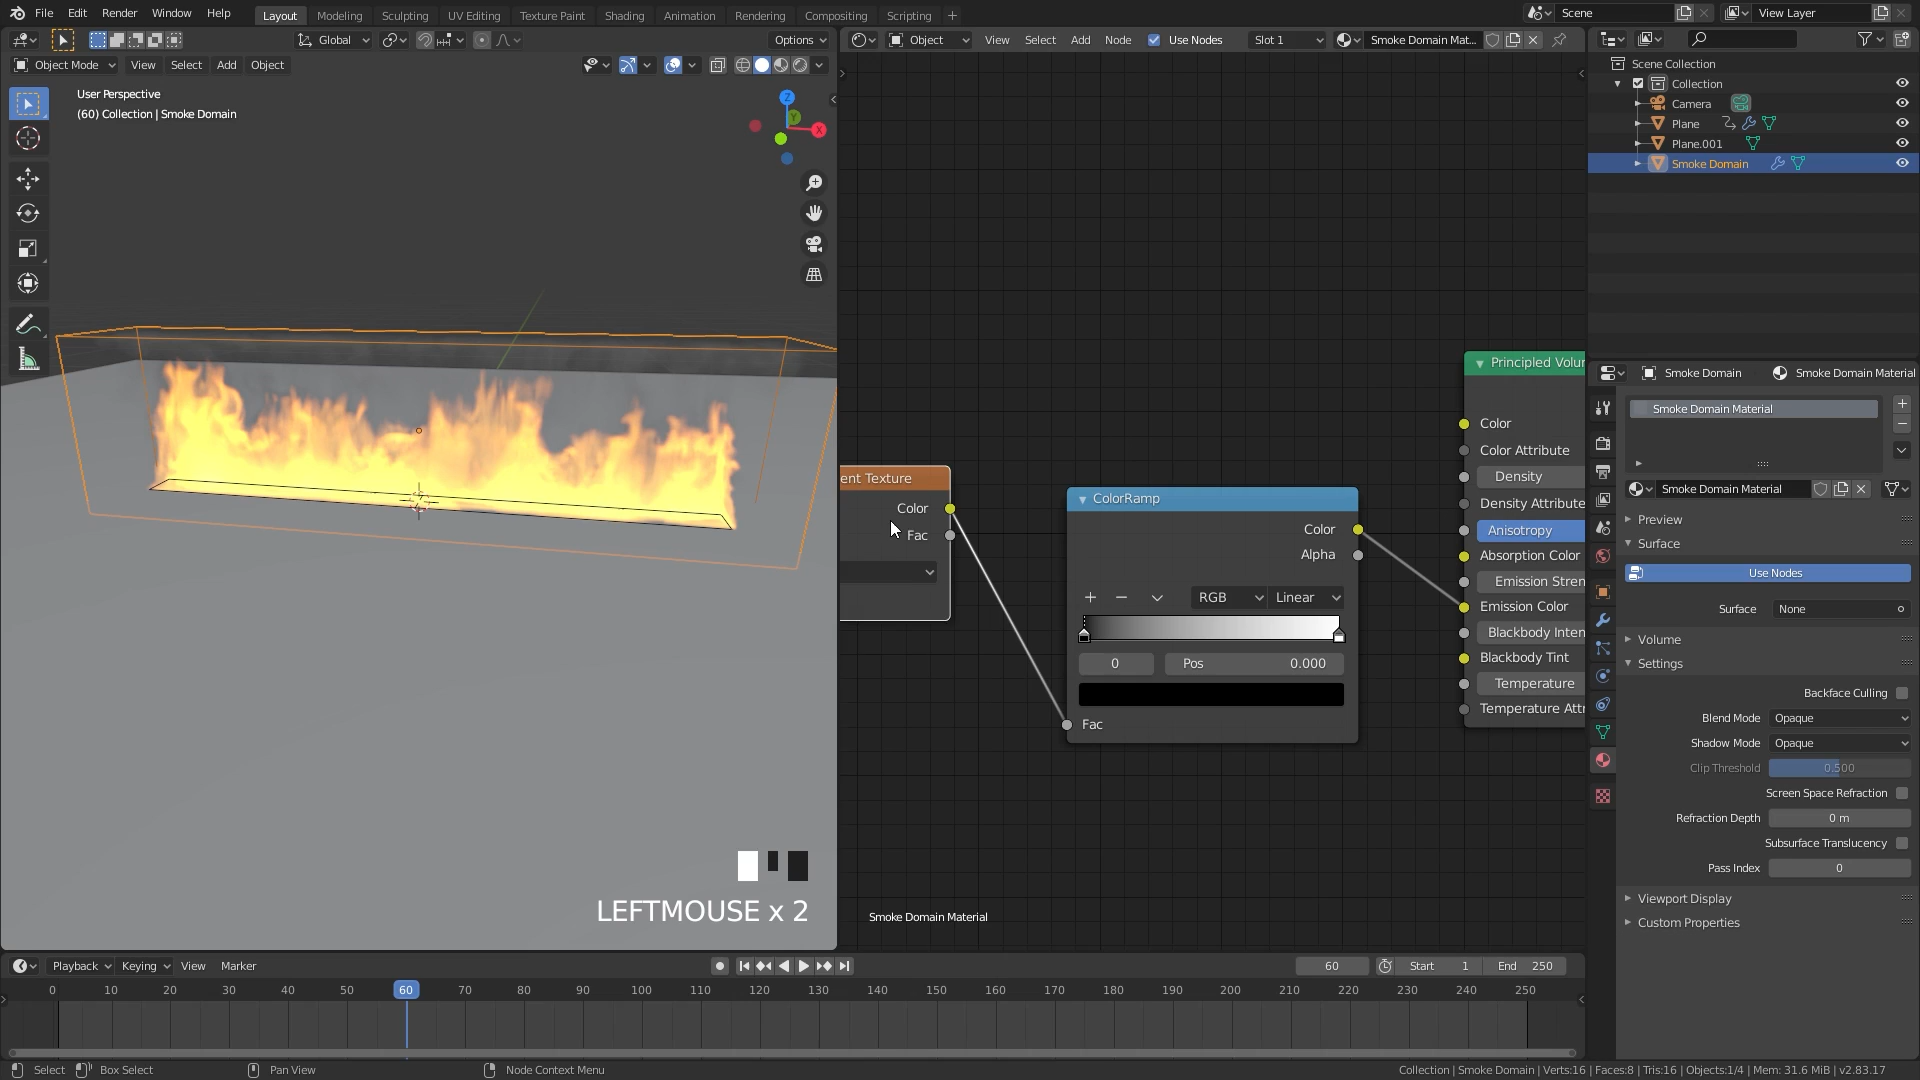 File Edit Render Window Help Layout Modeling Sculpting UV Editing Texture Paint Shading Animation Rendering Compositing Scripting + Scene View Layer
Global Options Object View Select Add Node Use Nodes Slot 1 Smoke Domain Mat...
Object Mode View Select Add Object
User Perspective
(60) Collection | Smoke Domain
Z
Y
X
LEFTMOUSE x 2
ent Texture
Color
Fac
ColorRamp
Color
Alpha
RGB Linear
0 Pos 0.000
Fac
Principled Volu
Color
Color Attribute
Density
Density Attribute
Anisotropy
Absorption Color
Emission Stren
Emission Color
Blackbody Inten
Blackbody Tint
Temperature
Temperature Attr
Smoke Domain Material
Scene Collection
Collection
Camera
Plane
Plane.001
Smoke Domain
Smoke Domain Smoke Domain Material
Smoke Domain Material
Smoke Domain Material
Preview
Surface
Use Nodes
Surface None
Volume
Settings
Backface Culling
Blend Mode Opaque
Shadow Mode Opaque
Clip Threshold 0.500
Screen Space Refraction
Refraction Depth 0 m
Subsurface Translucency
Pass Index 0
Viewport Display
Custom Properties
Playback Keying View Marker 60 Start 1 End 250
0 10 20 30 40 50 60 70 80 90 100 110 120 130 140 150 160 170 180 190 200 210 220 230 240 250
Select Box Select Pan View Node Context Menu Collection | Smoke Domain | Verts:16 | Faces:8 | Tris:16 | Objects:1/4 | Mem: 31.6 MiB | v2.83.17